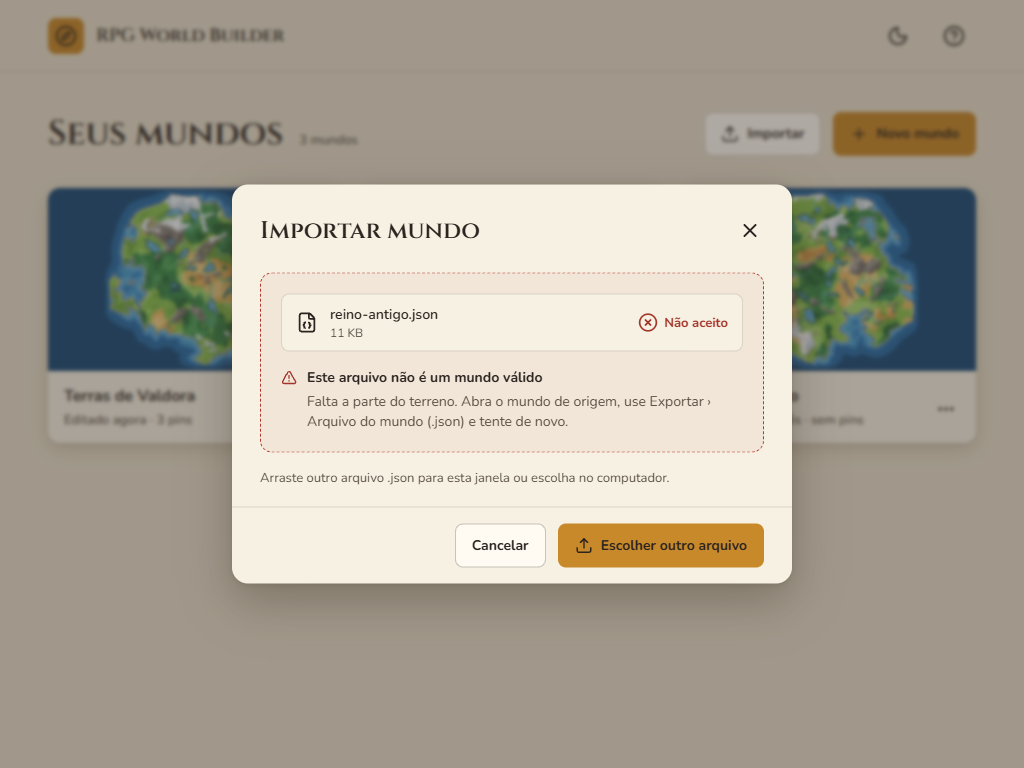 RPG World Builder
Seus mundos
3 mundos
Importar
Novo mundo
Importar mundo
reino-antigo.json
11 KB
Não aceito
Este arquivo não é um mundo válido
Falta a parte do terreno. Abra o mundo de origem, use Exportar ›
Arquivo do mundo (.json) e tente de novo.
Arraste outro arquivo .json para esta janela ou escolha no computador.
Cancelar
Escolher outro arquivo
Terras de Valdora
Editado agora · 3 pins
· sem pins